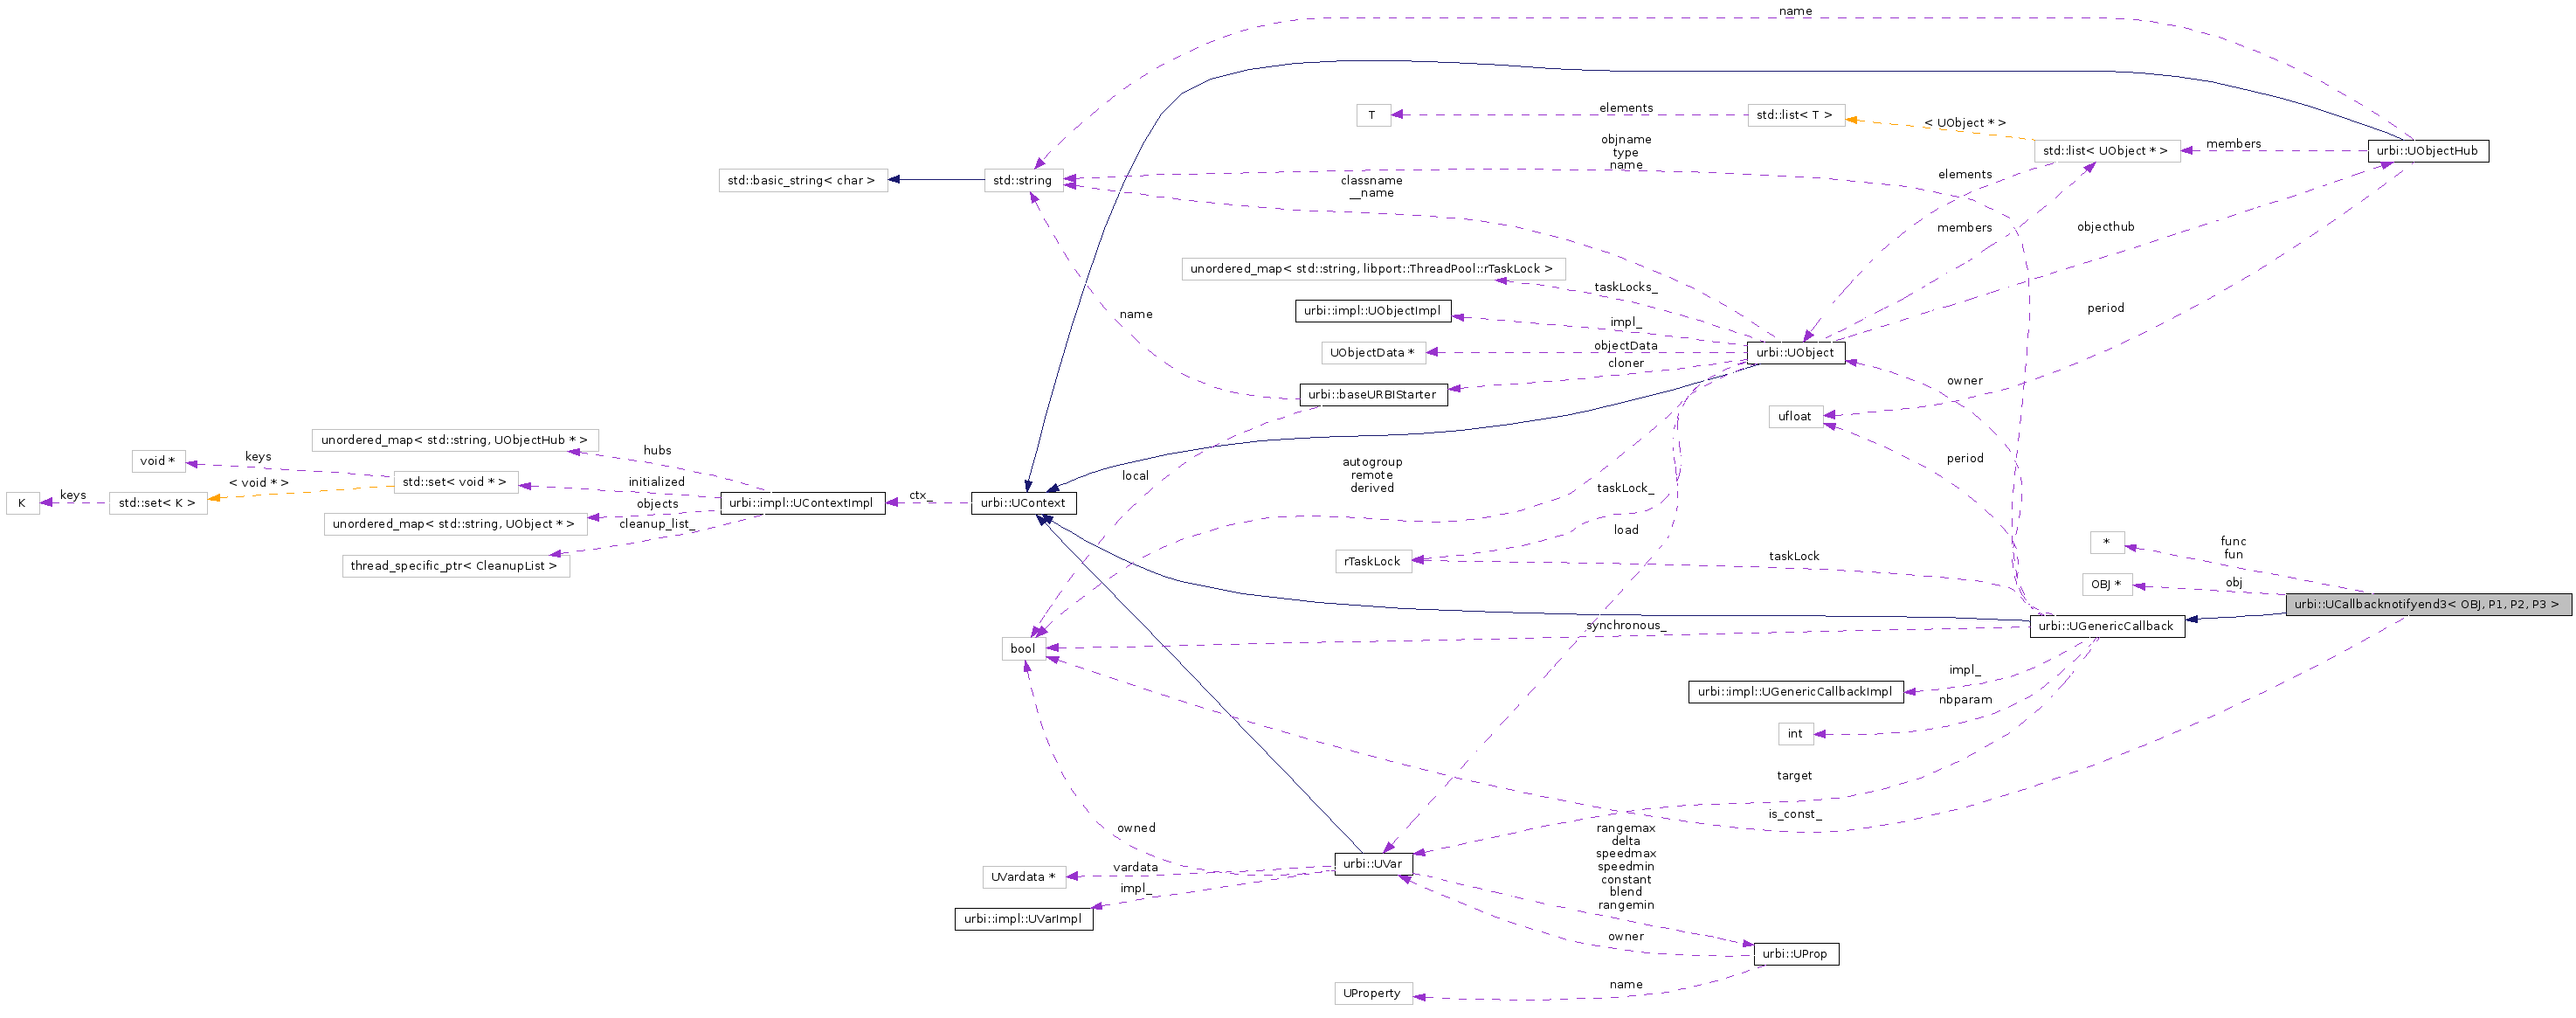 name
T
elements
std::list< T >
< UObject * >
objname
type
name
std::list< UObject * >
members
urbi::UObjectHub
std::basic_string< char >
std::string
classname
__name
elements
members
objecthub
unordered_map< std::string, libport::ThreadPool::rTaskLock >
taskLocks_
urbi::impl::UObjectImpl
impl_
name
period
UObjectData *
objectData
urbi::UObject
cloner
urbi::baseURBIStarter
owner
ufloat
unordered_map< std::string, UObjectHub * >
hubs
void *
keys
< void * >
std::set< void * >
initialized
local
autogroup
remote
derived
period
taskLock_
K
keys
std::set< K >
objects
urbi::impl::UContextImpl
ctx_
urbi::UContext
unordered_map< std::string, UObject * >
cleanup_list_
load
thread_specific_ptr< CleanupList >
rTaskLock
taskLock
*
func
fun
OBJ *
obj
urbi::UCallbacknotifyend3< OBJ, P1, P2, P3 >
synchronous_
urbi::UGenericCallback
bool
impl_
urbi::impl::UGenericCallbackImpl
nbparam
int
target
is_const_
owned
rangemax
delta
speedmax
speedmin
constant
blend
rangemin
urbi::UVar
UVardata *
vardata
impl_
urbi::impl::UVarImpl
owner
urbi::UProp
name
UProperty